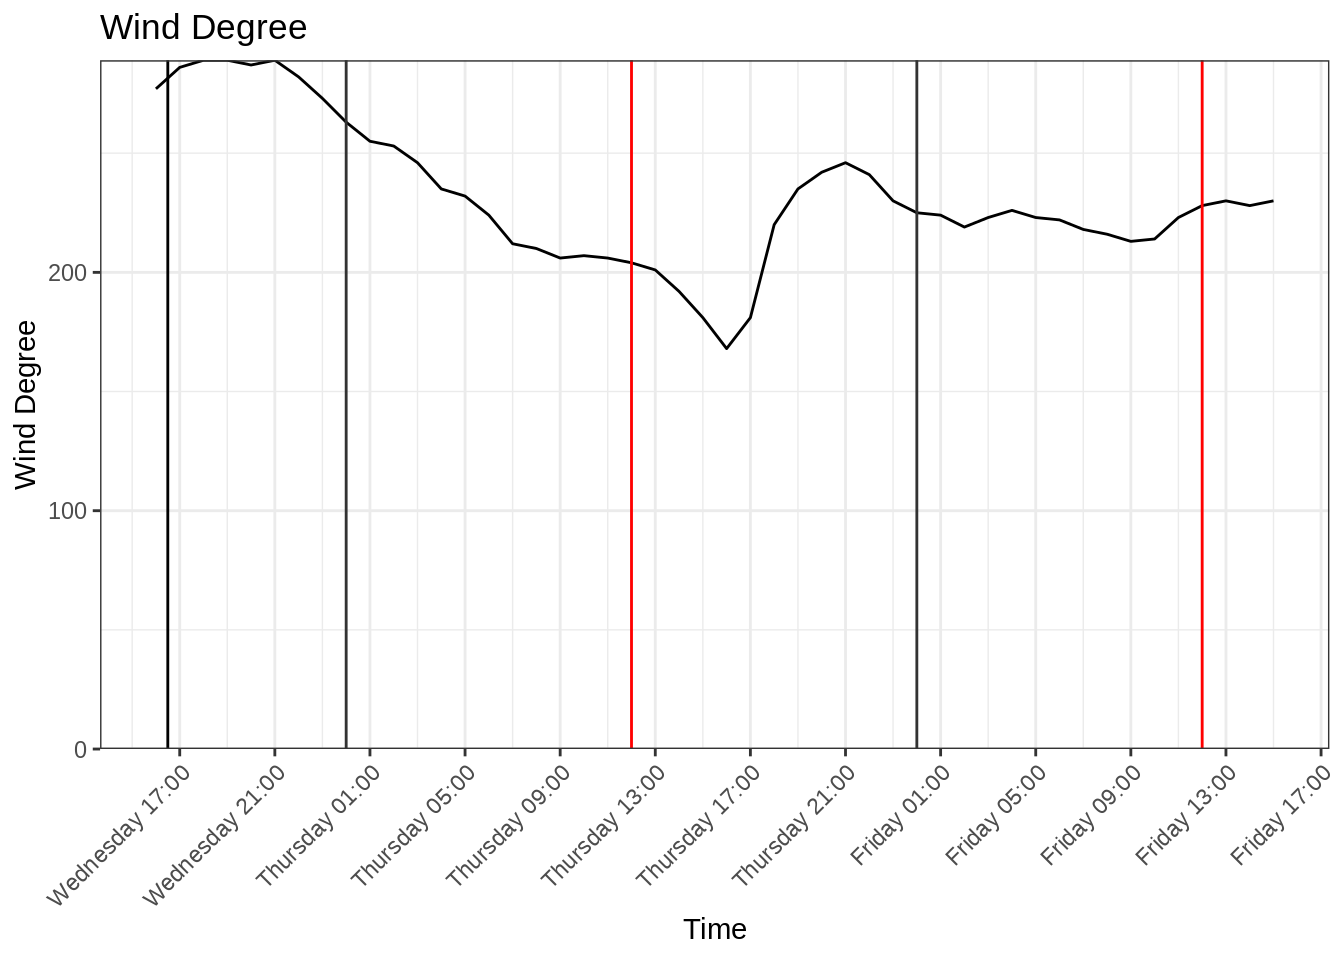 Wind Degree
Wind Degree
200
100
0
Wednesday 17:00
Wednesday 21:00
Thursday 01:00
Thursday 05:00
Thursday 09:00
Thursday 13:00
Thursday 17:00
Thursday 21:00
Friday 01:00
Friday 05:00
Friday 09:00
Friday 13:00
Friday 17:00
Time